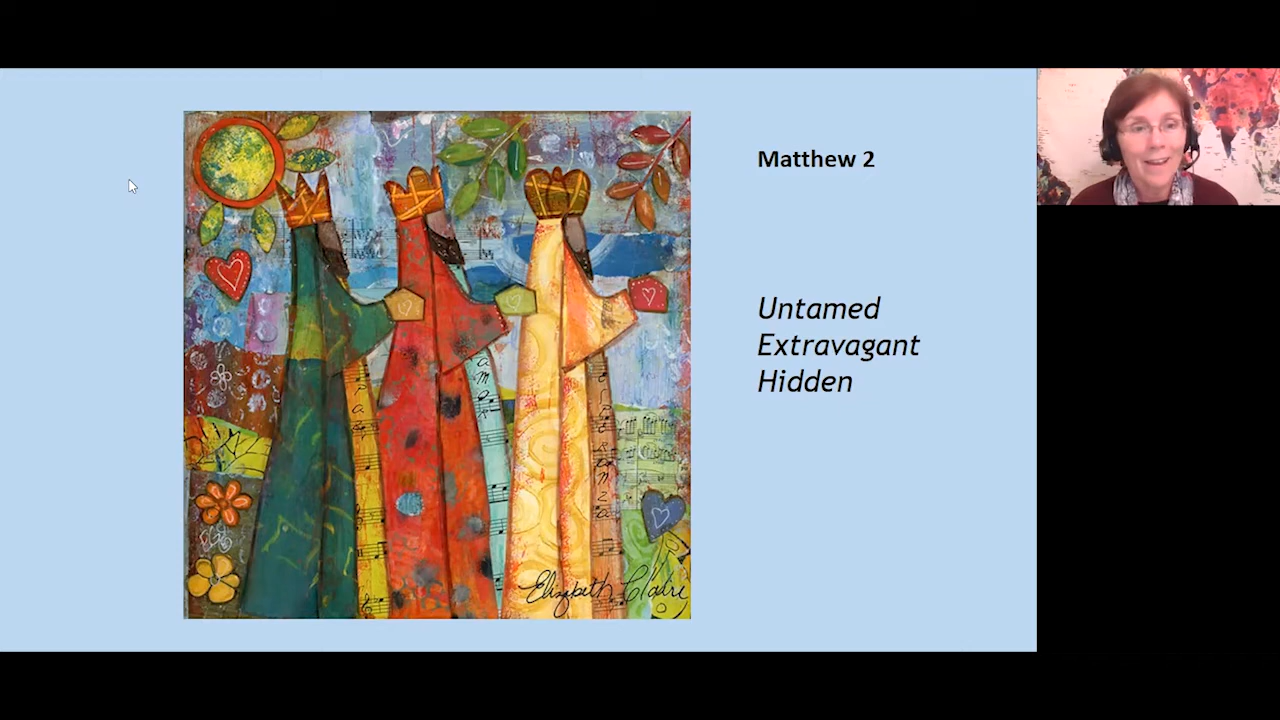 Matthew 2
Untamed
Extravagant
Hidden
Elizabeth Claire